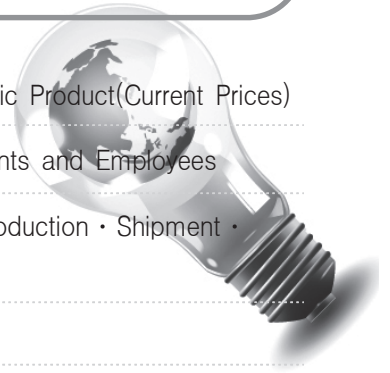 ic Product(Current Prices)
nts and Employees
oduction · Shipment ·